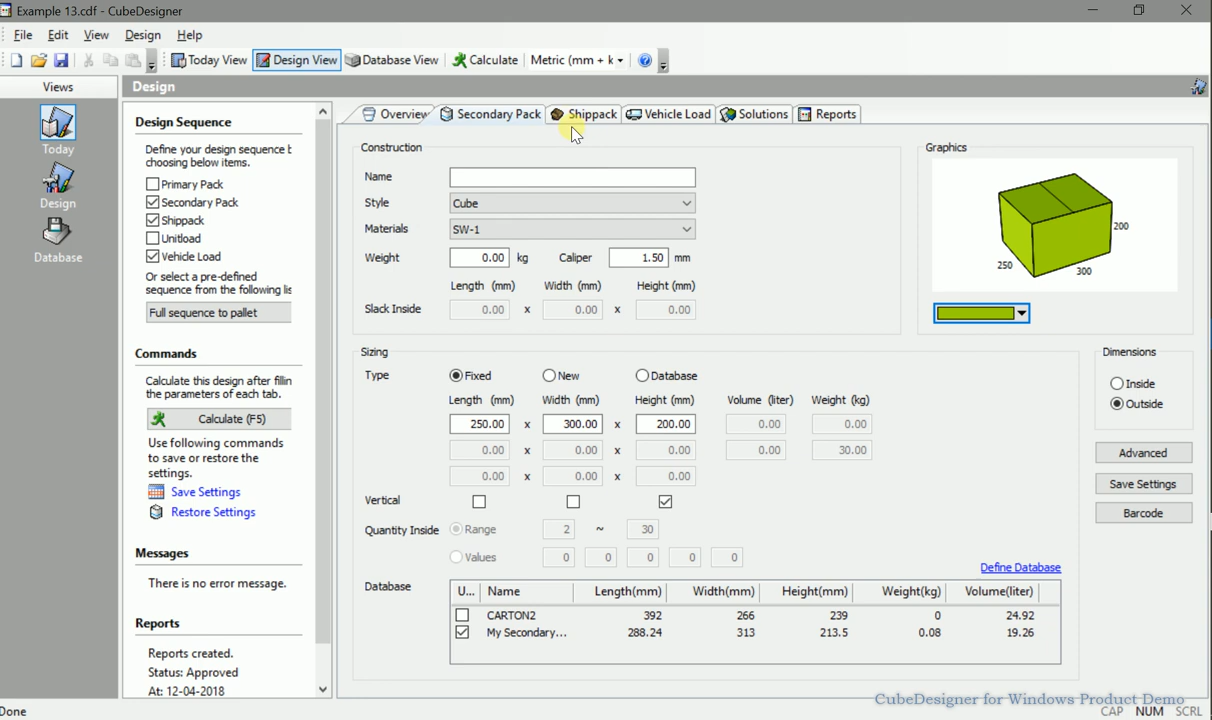 Example 13.cdf - CubeDesigner
File Edit View Design Help
Today View Design View Database View Calculate Metric (mm + k
Views
Design
Today
Design
Database
Design Sequence
Define your design sequence b
choosing below items.
Primary Pack
Secondary Pack
Shippack
Unitload
Vehicle Load
Or select a pre-defined
sequence from the following lis
Full sequence to pallet
Commands
Calculate this design after fillin
the parameters of each tab.
Calculate (F5)
Use following commands
to save or restore the
settings.
Save Settings
Restore Settings
Messages
There is no error message.
Reports
Reports created.
Status: Approved
At: 12-04-2018
Overview Secondary Pack Shippack Vehicle Load Solutions Reports
Construction
Name
Style Cube
Materials SW-1
Weight 0.00 kg Caliper 1.50 mm
Length (mm) Width (mm) Height (mm)
Slack Inside 0.00 x 0.00 x 0.00
Graphics
200
250
300
Sizing
Type Fixed New Database
Length (mm) Width (mm) Height (mm) Volume (liter) Weight (kg)
250.00 x 300.00 x 200.00 0.00 0.00
0.00 x 0.00 x 0.00 0.00 30.00
0.00 x 0.00 x 0.00
Vertical
Quantity Inside Range 2 ~ 30
Values 0 0 0 0 0
Define Database
Database
U... Name Length(mm) Width(mm) Height(mm) Weight(kg) Volume(liter)
CARTON2 392 266 239 0 24.92
My Secondary... 288.24 313 213.5 0.08 19.26
Dimensions
Inside
Outside
Advanced
Save Settings
Barcode
CubeDesigner for Windows Product Demo
Done
CAP NUM SCRL